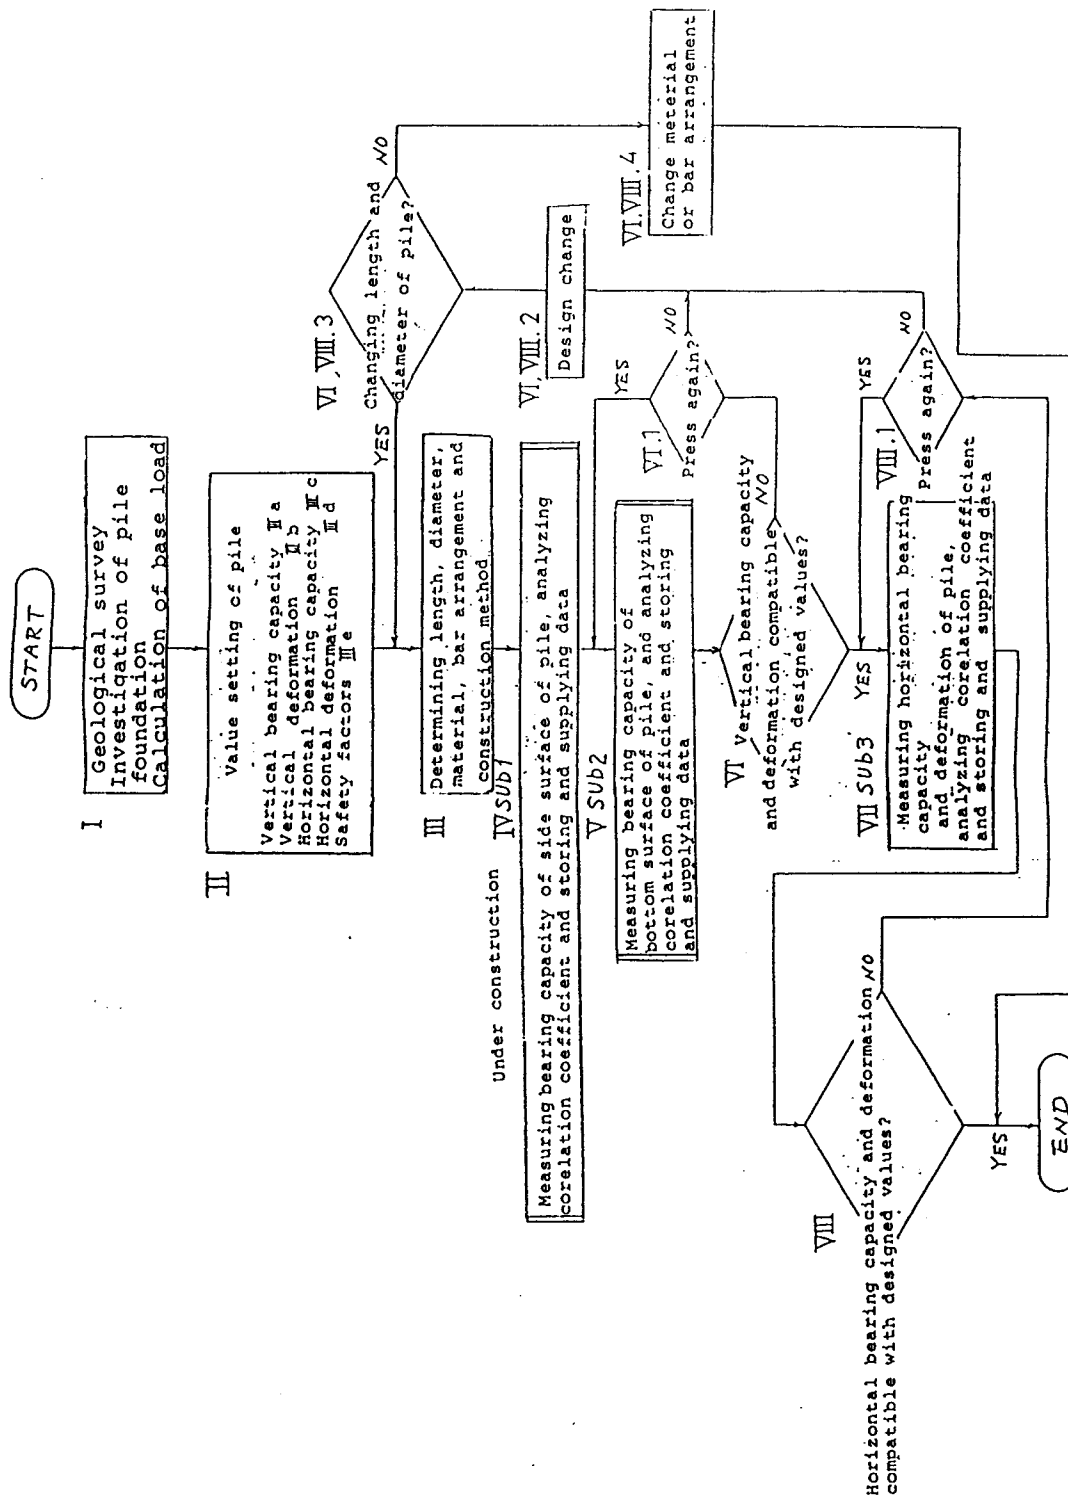 START
I
Geological survey
Investigation of pile
foundation
Calculation of base load
II
Value setting of pile
Vertical bearing capacity II a
Vertical deformation II b
Horizontal bearing capacity II c
Horizontal deformation II d
Safety factors II e
VI, VIII.3
Changing length and
diameter of pile?
YES
NO
III
Determining length, diameter,
material, bar arrangement and
construction method
VI, VIII.2
Design change
VI.VIII.4
Change meterial
or bar arrangement
Under construction
IV SUB1
Measuring bearing capacity of side surface of pile, analyzing
corelation coefficient and storing and supplying data
V SUB2
Measuring bearing capacity of
bottom surface of pile, and analyzing
corelation coefficient and storing
and supplying data
VI.1
Press again?
YES
NO
VI Vertical bearing capacity
and deformation compatible
with designed values?
NO
YES
VII SUB3
Measuring horizontal bearing
capacity
and deformation of pile,
analyzing corelation coefficient
and storing and supplying data
VIII.1
Press again?
YES
NO
VIII
Horizontal bearing capacity and deformation
compatible with designed values?
NO
YES
END